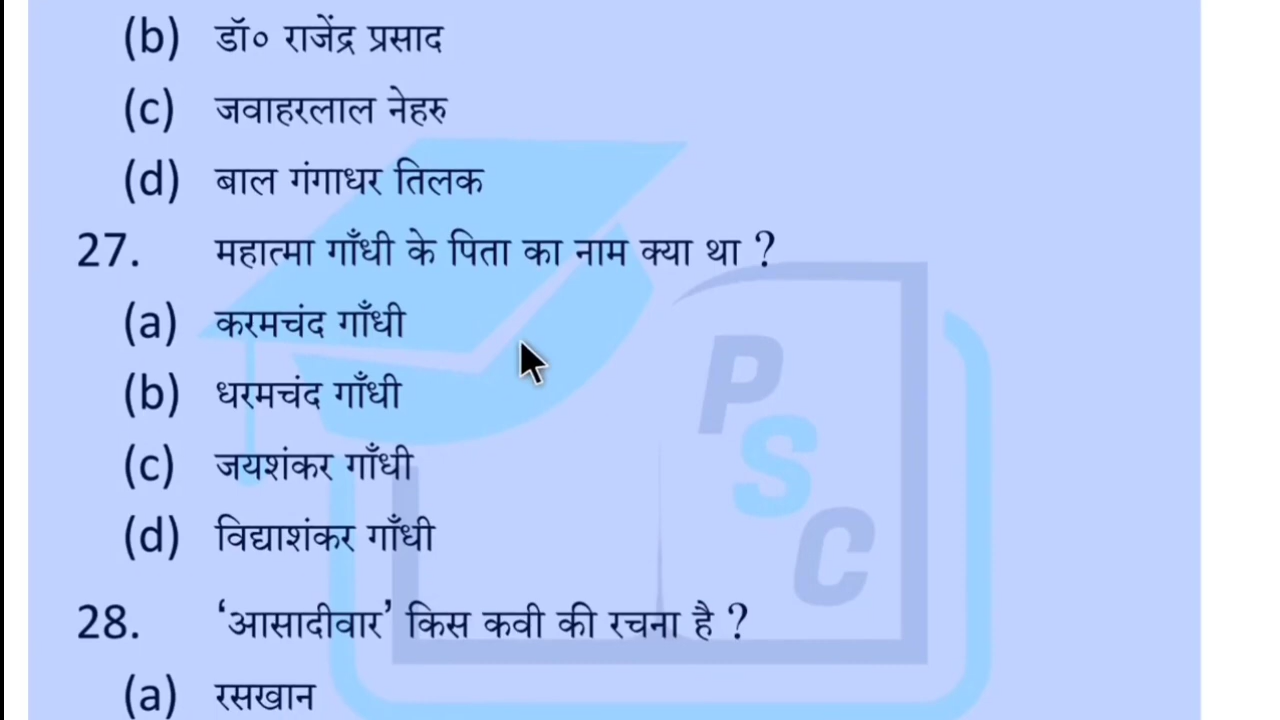 (b) डॉ० राजेंद्र प्रसाद
(c) जवाहरलाल नेहरु
(d) बाल गंगाधर तिलक
27. महात्मा गाँधी के पिता का नाम क्या था ?
(a) करमचंद गाँधी
(b) धरमचंद गाँधी
(c) जयशंकर गाँधी
(d) विद्याशंकर गाँधी
28. ‘आसादीवार’ किस कवी की रचना है ?
(a) रसखान
P
S
C